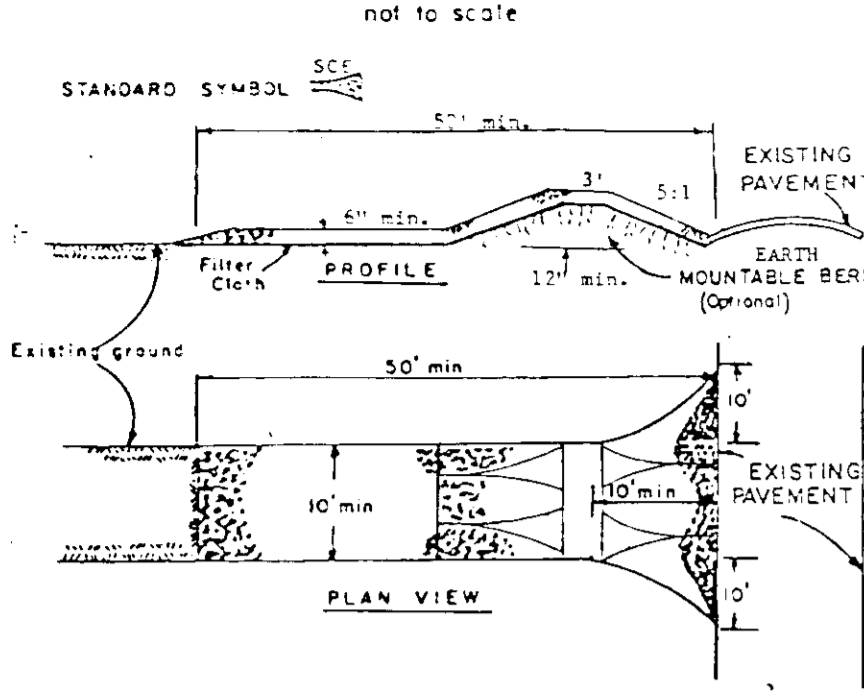 not to scale
SCE
STANDARD SYMBOL
50' min.
EXISTING
PAVEMENT
3'
5:1
6" min.
Filter
Cloth
PROFILE
12" min.
EARTH
MOUNTABLE BER
(Optional)
Existing ground
50' min
10'
10' min
10' min
EXISTING
PAVEMENT
10'
PLAN VIEW